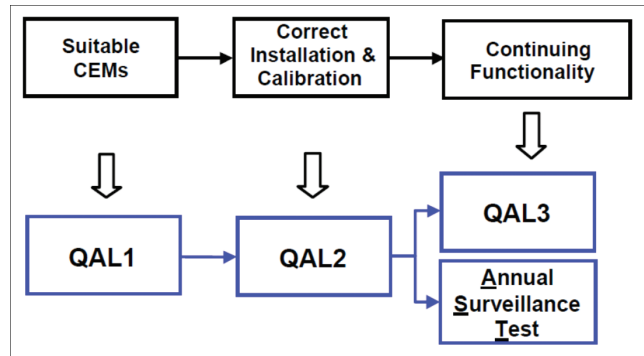 Suitable
CEMs
Correct
Installation &
Calibration
Continuing
Functionality
QAL1
QAL2
QAL3
Annual
Surveillance
Test